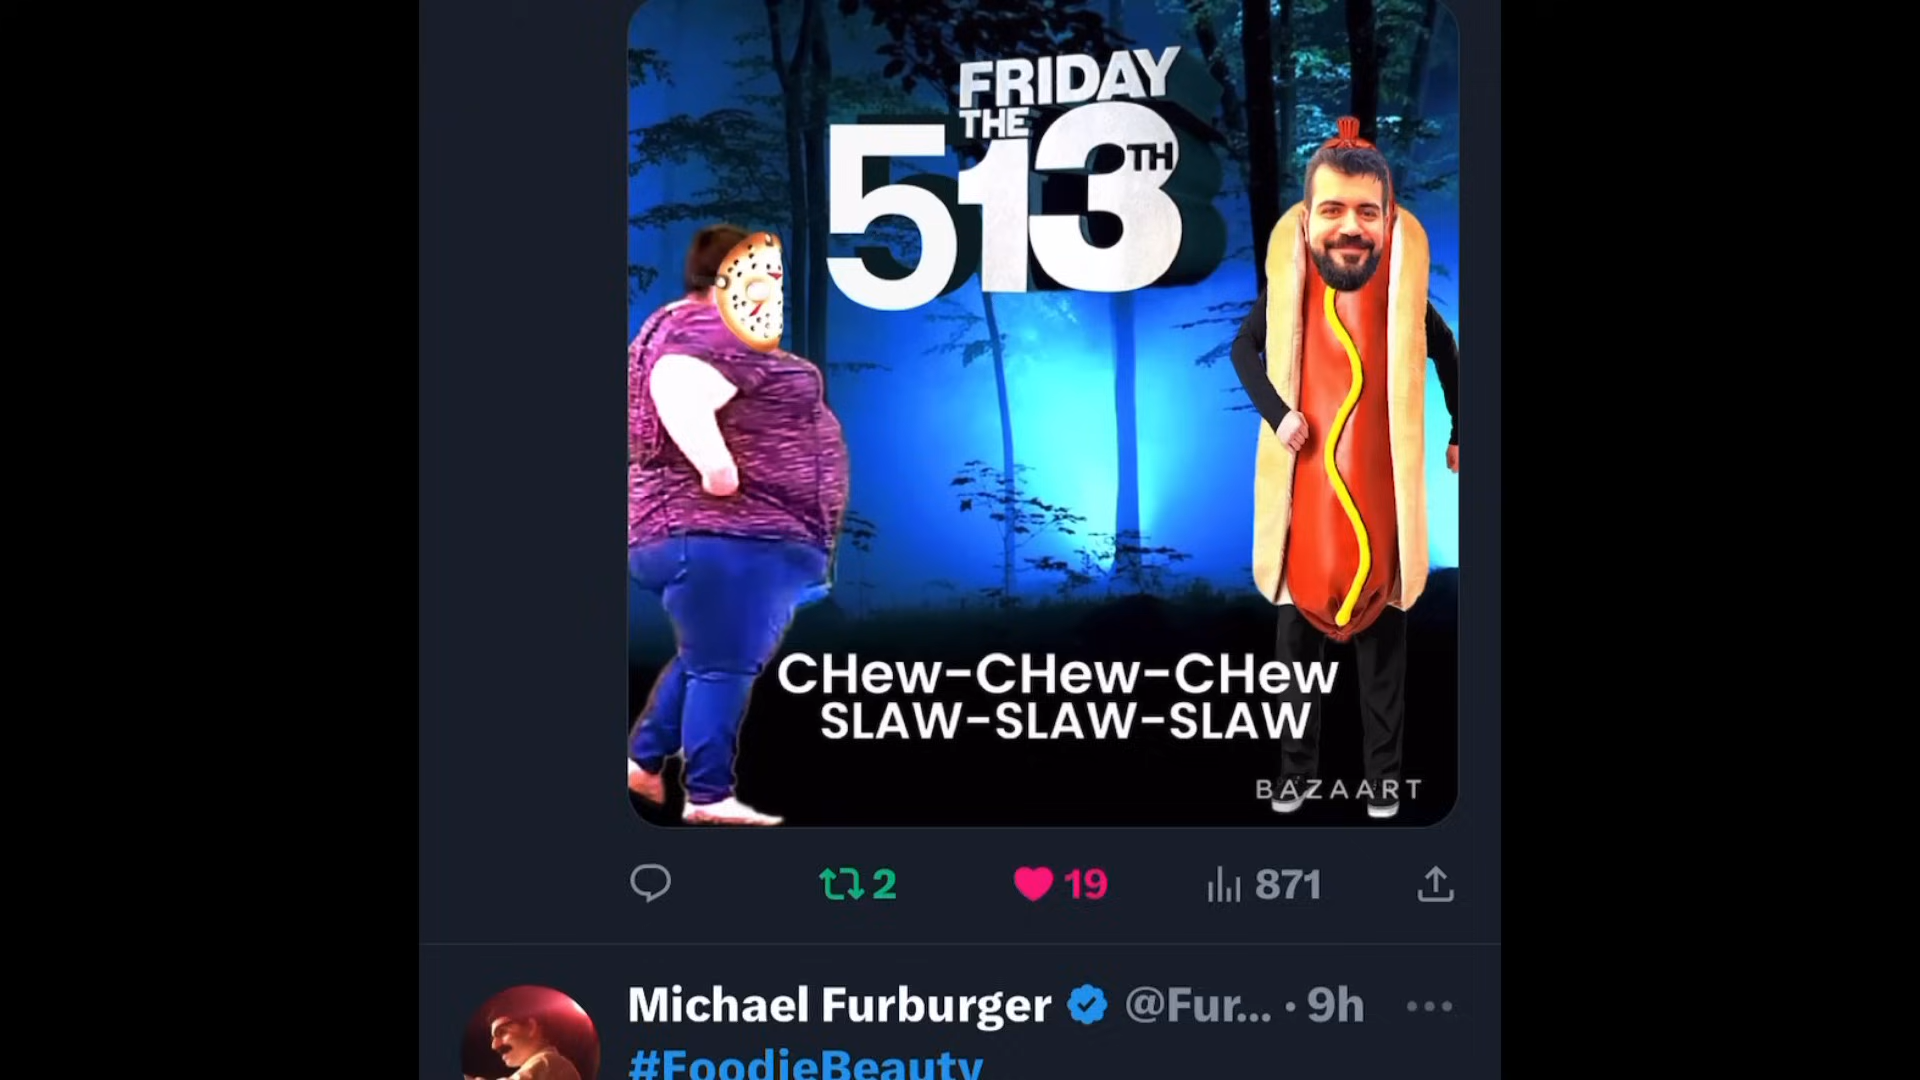 FRIDAY
THE
513TH
CHew-CHew-CHew
SLAW-SLAW-SLAW
BAZAART
2 19 871
Michael Furburger @Fur... · 9h
#FoodieBeauty